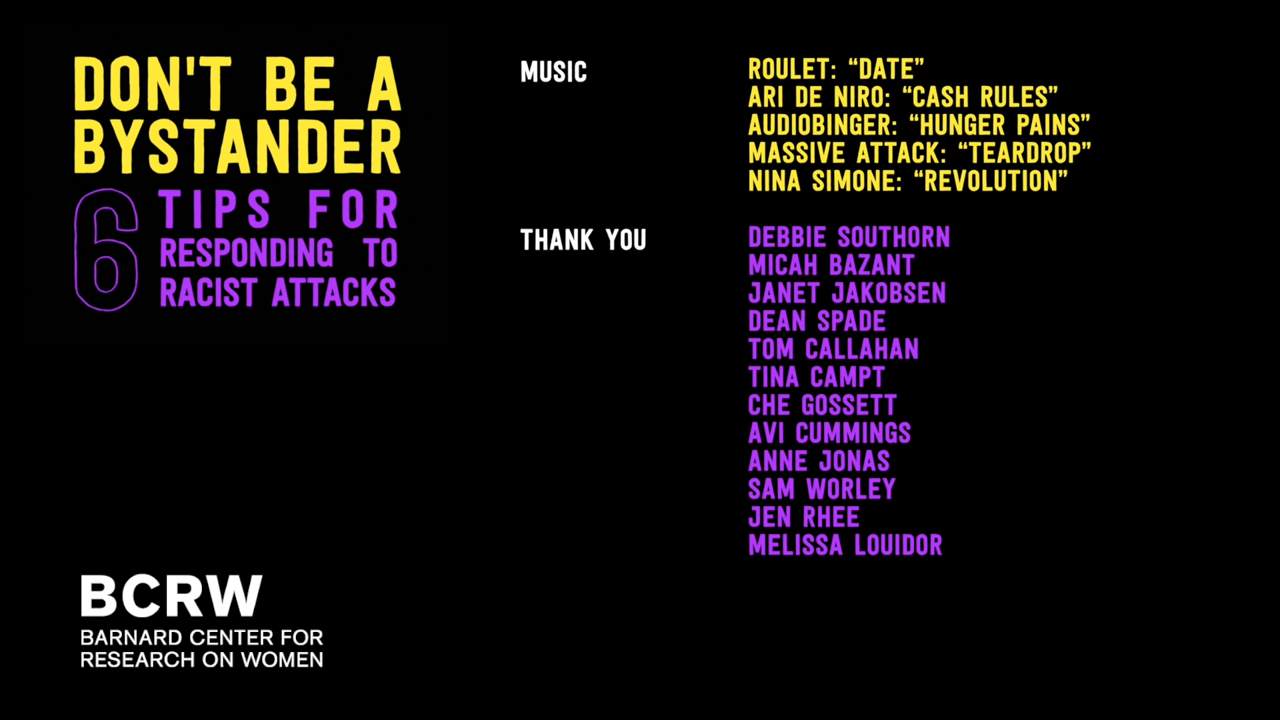 DON'T BE A
BYSTANDER
6
TIPS FOR
RESPONDING TO
RACIST ATTACKS
MUSIC
ROULET: “DATE”
ARI DE NIRO: “CASH RULES”
AUDIOBINGER: “HUNGER PAINS”
MASSIVE ATTACK: “TEARDROP”
NINA SIMONE: “REVOLUTION”
THANK YOU
DEBBIE SOUTHORN
MICAH BAZANT
JANET JAKOBSEN
DEAN SPADE
TOM CALLAHAN
TINA CAMPT
CHE GOSSETT
AVI CUMMINGS
ANNE JONAS
SAM WORLEY
JEN RHEE
MELISSA LOUIDOR
BCRW
BARNARD CENTER FOR
RESEARCH ON WOMEN